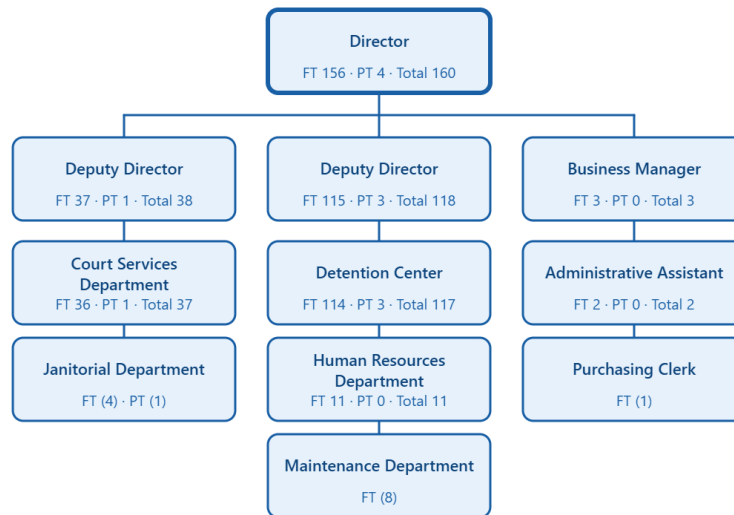 Director
FT 156 · PT 4 · Total 160
Deputy Director
FT 37 · PT 1 · Total 38
Deputy Director
FT 115 · PT 3 · Total 118
Business Manager
FT 3 · PT 0 · Total 3
Court Services
Department
FT 36 · PT 1 · Total 37
Detention Center
FT 114 · PT 3 · Total 117
Administrative Assistant
FT 2 · PT 0 · Total 2
Janitorial Department
FT (4) · PT (1)
Human Resources
Department
FT 11 · PT 0 · Total 11
Purchasing Clerk
FT (1)
Maintenance Department
FT (8)